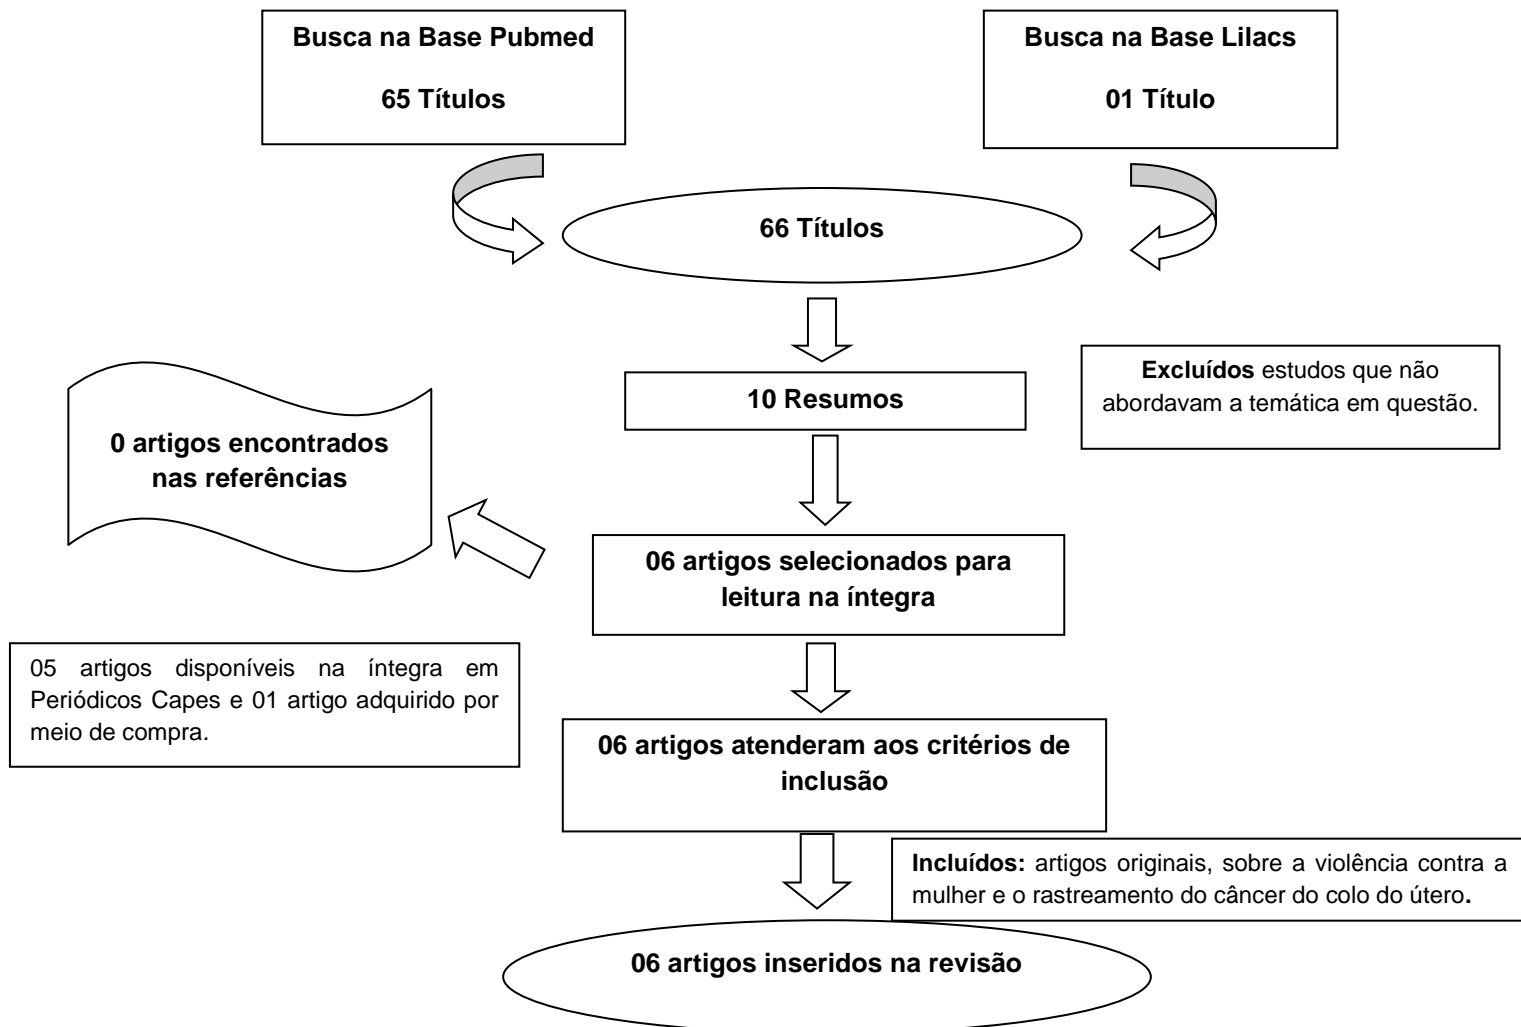 Busca na Base Pubmed
65 Títulos
Busca na Base Lilacs
01 Título
66 Títulos
10 Resumos
Excluídos estudos que não
abordavam a temática em questão.
0 artigos encontrados
nas referências
06 artigos selecionados para
leitura na íntegra
05 artigos disponíveis na íntegra em
Periódicos Capes e 01 artigo adquirido por
meio de compra.
06 artigos atenderam aos critérios de
inclusão
Incluídos: artigos originais, sobre a violência contra a
mulher e o rastreamento do câncer do colo do útero.
06 artigos inseridos na revisão